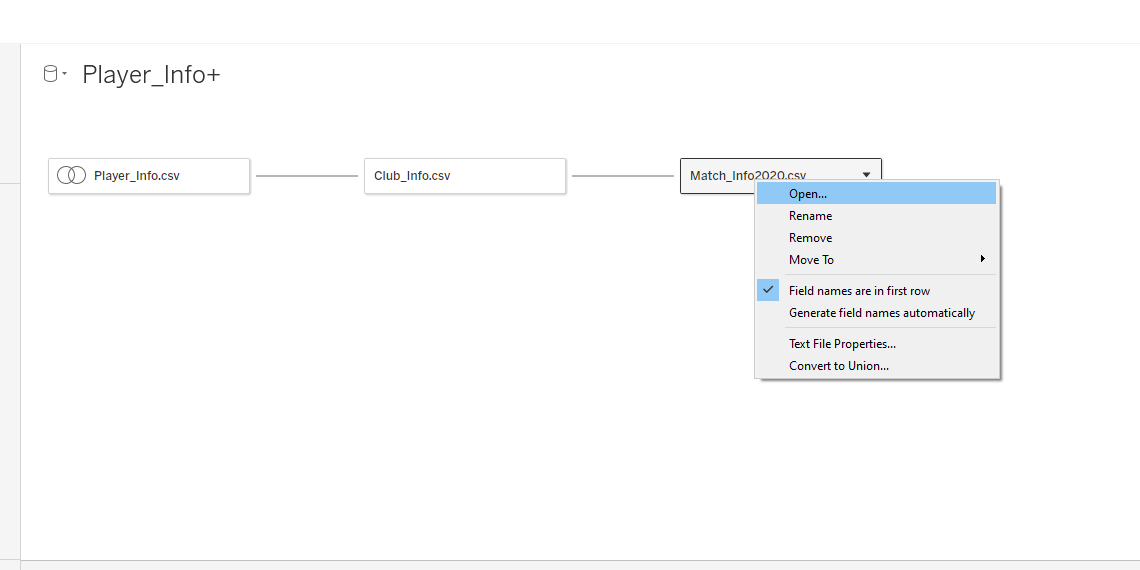 Player_Info+
Player_Info.csv
Club_Info.csv
Match_Info2020.csv
Open...
Rename
Remove
Move To
Field names are in first row
Generate field names automatically
Text File Properties...
Convert to Union...